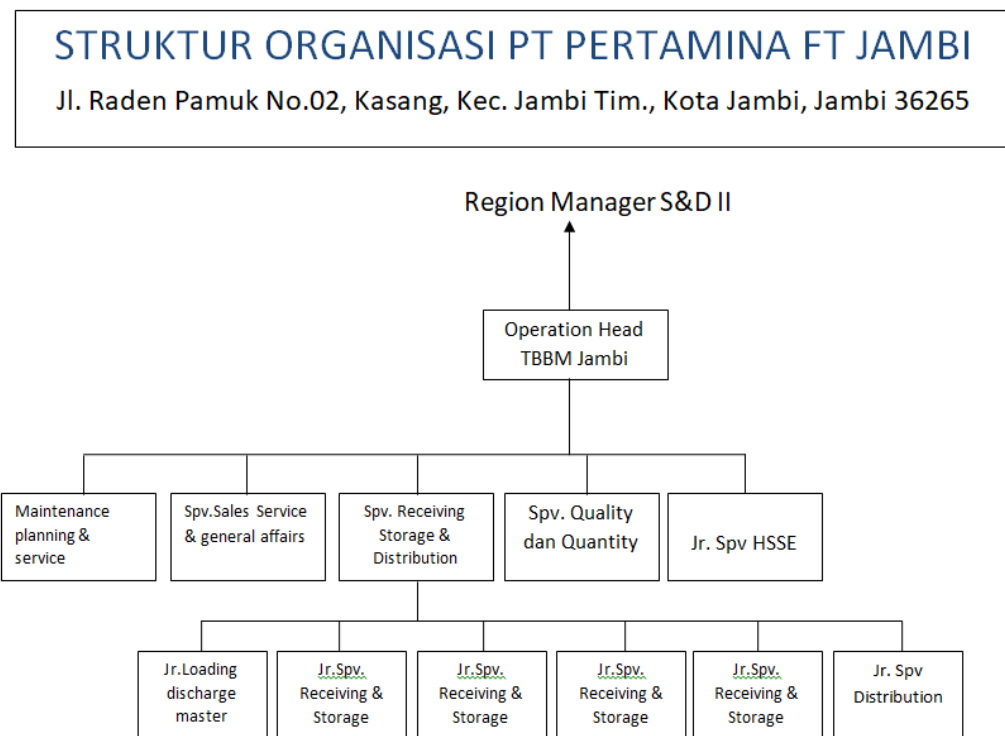 STRUKTUR ORGANISASI PT PERTAMINA FT JAMBI
Jl. Raden Pamuk No.02, Kasang, Kec. Jambi Tim., Kota Jambi, Jambi 36265
Region Manager S&D II
Operation Head
TBBM Jambi
Maintenance
planning &
service
Spv.Sales Service
& general affairs
Spv. Receiving
Storage &
Distribution
Spv. Quality
dan Quantity
Jr. Spv HSSE
Jr.Loading
discharge
master
Jr.Spv.
Receiving &
Storage
Jr.Spv.
Receiving &
Storage
Jr.Spv.
Receiving &
Storage
Jr.Spv.
Receiving &
Storage
Jr. Spv
Distribution